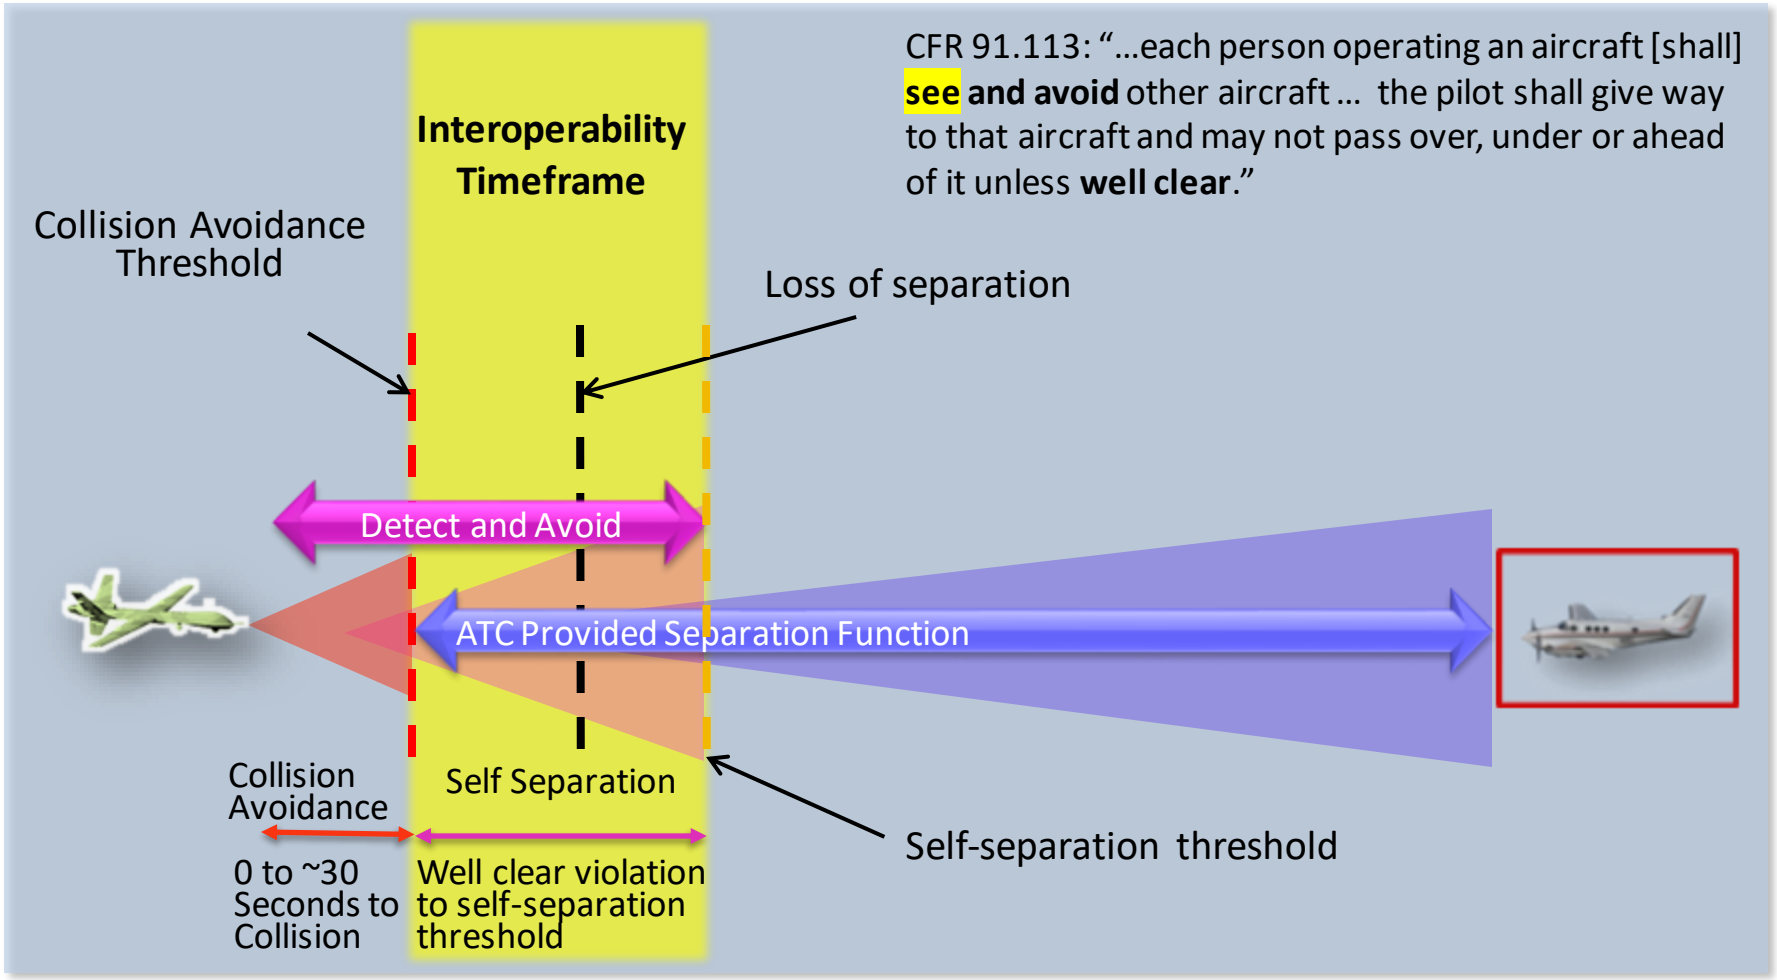 CFR 91.113: “…each person operating an aircraft [shall]
see and avoid other aircraft … the pilot shall give way
to that aircraft and may not pass over, under or ahead
of it unless well clear.”
Interoperability
Timeframe
Collision Avoidance
Threshold
Loss of separation
Detect and Avoid
ATC Provided Separation Function
Collision
Avoidance
Self Separation
Self-separation threshold
0 to ~30
Seconds to
Collision
Well clear violation
to self-separation
threshold